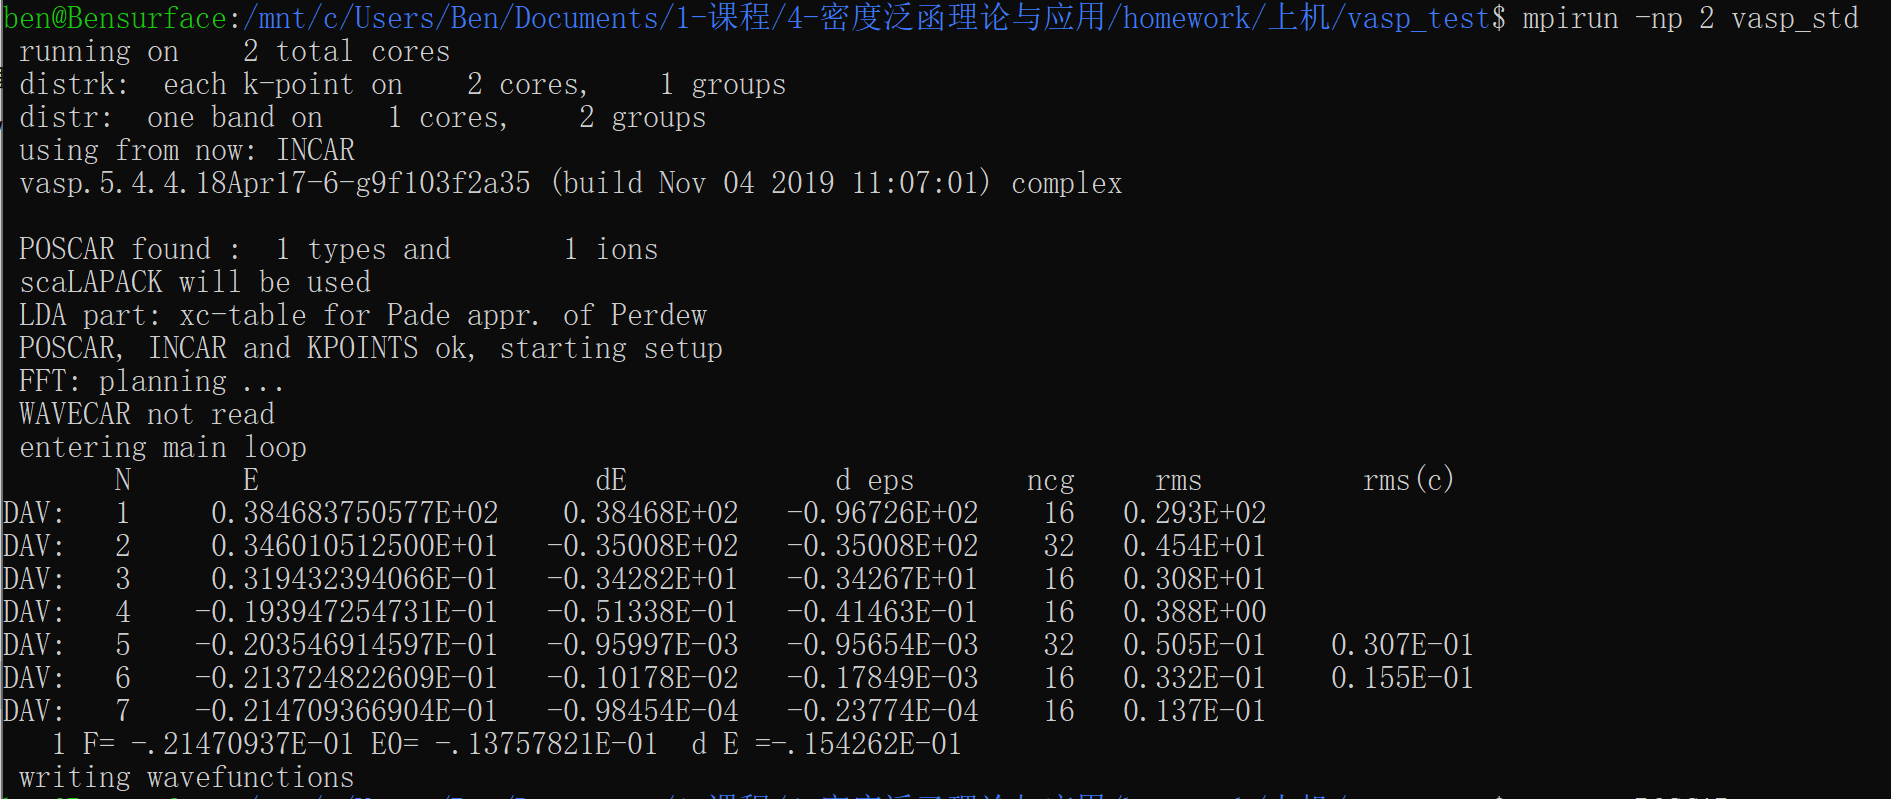 ben@Bensurface:/mnt/c/Users/Ben/Documents/1-课程/4-密度泛函理论与应用/homework/上机/vasp_test$ mpirun -np 2 vasp_std
running on    2 total cores
distrk:  each k-point on    2 cores,    1 groups
distr:  one band on    1 cores,    2 groups
using from now: INCAR
vasp.5.4.4.18Apr17-6-g9f103f2a35 (build Nov 04 2019 11:07:01) complex
POSCAR found :  1 types and       1 ions
scaLAPACK will be used
LDA part: xc-table for Pade appr. of Perdew
POSCAR, INCAR and KPOINTS ok, starting setup
FFT: planning ...
WAVECAR not read
entering main loop
N       E                     dE             d eps       ncg     rms          rms(c)
DAV:   1     0.384683750577E+02    0.38468E+02   -0.96726E+02    16   0.293E+02
DAV:   2     0.346010512500E+01   -0.35008E+02   -0.35008E+02    32   0.454E+01
DAV:   3     0.319432394066E-01   -0.34282E+01   -0.34267E+01    16   0.308E+01
DAV:   4    -0.193947254731E-01   -0.51338E-01   -0.41463E-01    16   0.388E+00
DAV:   5    -0.203546914597E-01   -0.95997E-03   -0.95654E-03    32   0.505E-01    0.307E-01
DAV:   6    -0.213724822609E-01   -0.10178E-02   -0.17849E-03    16   0.332E-01    0.155E-01
DAV:   7    -0.214709366904E-01   -0.98454E-04   -0.23774E-04    16   0.137E-01
1 F= -.21470937E-01 E0= -.13757821E-01  d E =-.154262E-01
writing wavefunctions